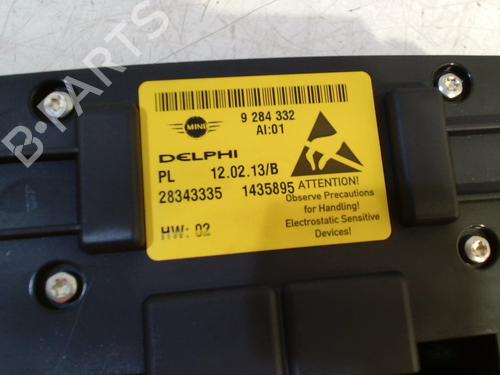 9 284 332
AI:01
MINI
DELPHI
PL 12.02.13/B
28343335 1435895
HW: 02
ATTENTION!
Observe Precautions
for Handling!
Electrostatic Sensitive
Devices!
B-PARTS